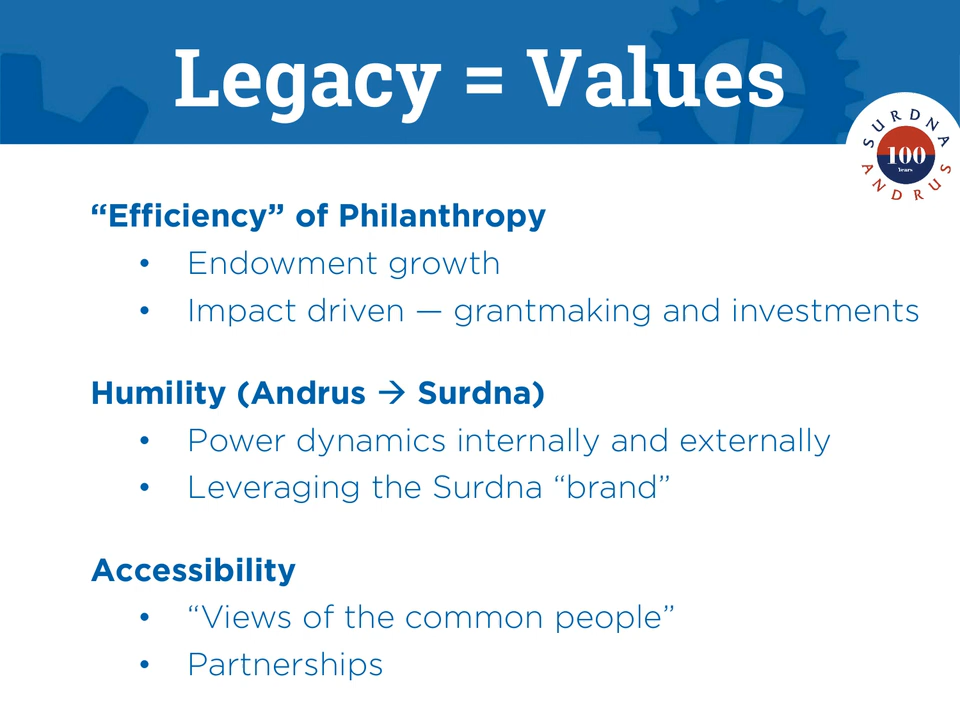 Legacy = Values
SURDNA
100
Years
ANDRUS
“Efficiency” of Philanthropy
• Endowment growth
• Impact driven — grantmaking and investments
Humility (Andrus → Surdna)
• Power dynamics internally and externally
• Leveraging the Surdna “brand”
Accessibility
• “Views of the common people”
• Partnerships